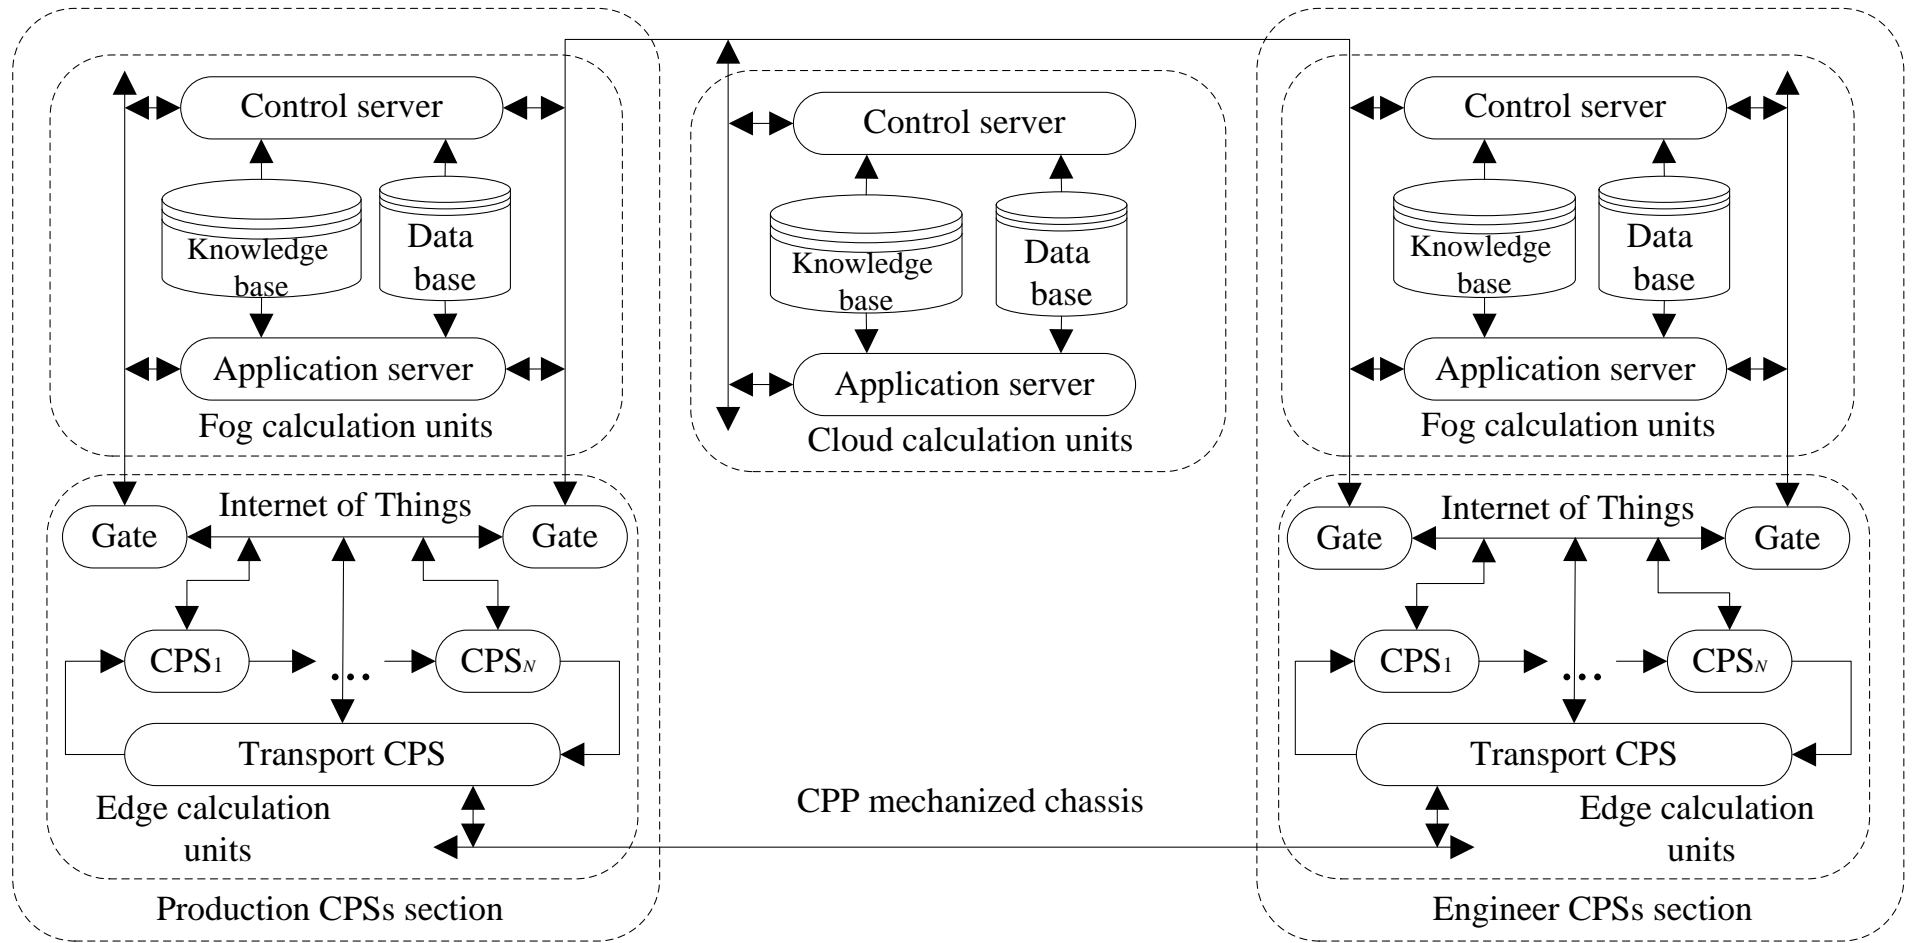 Control server
Knowledge
base
Data
base
Application server
Fog calculation units
Internet of Things
Gate
Gate
CPS1
...
CPSN
Transport CPS
Edge calculation
units
Production CPSs section
Control server
Knowledge
base
Data
base
Application server
Cloud calculation units
CPP mechanized chassis
Control server
Knowledge
base
Data
base
Application server
Fog calculation units
Internet of Things
Gate
Gate
CPS1
...
CPSN
Transport CPS
Edge calculation
units
Engineer CPSs section